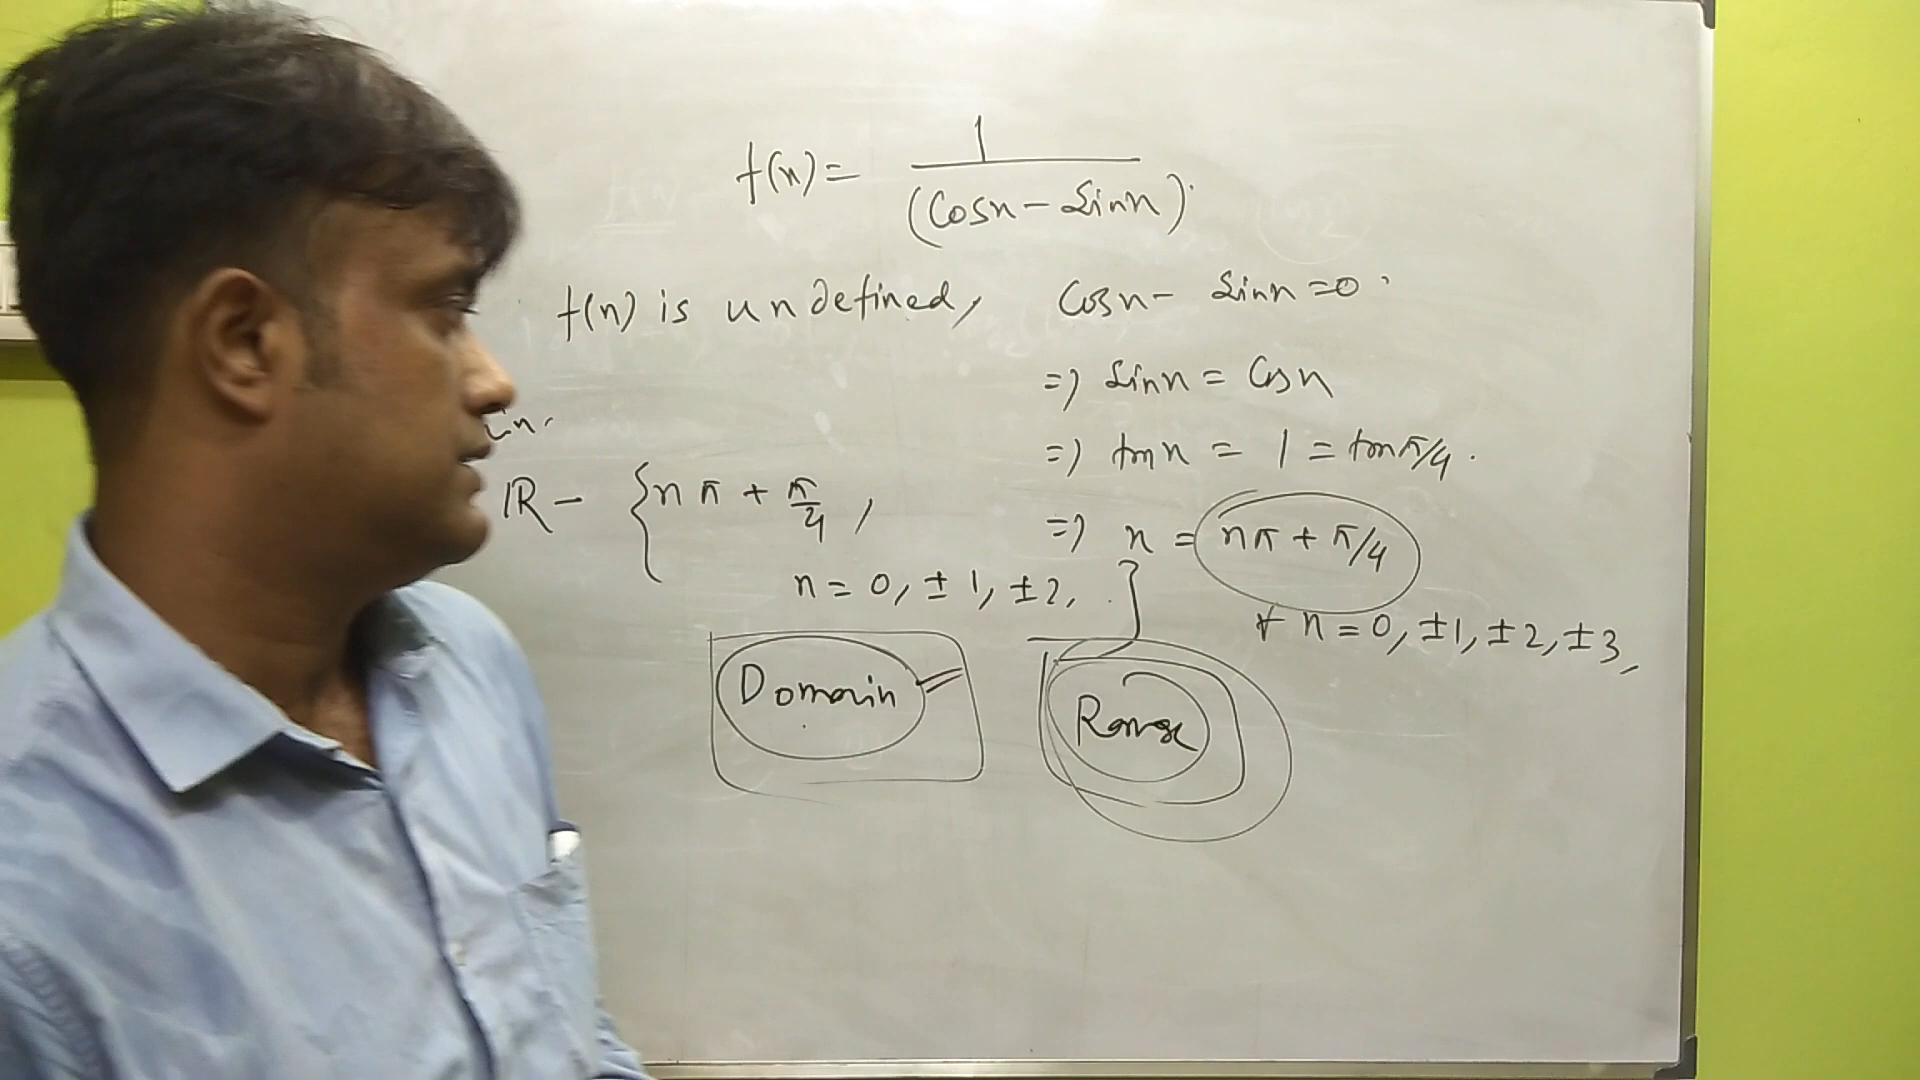 f(x) = 1/(Cosx - Sinx).
f(x) is undefined, Cosx - Sinx = 0.
=> Sinx = Cosx
=> tanx = 1 = tanπ/4.
=> x = nπ + π/4
∀ n = 0, ±1, ±2, ±3,
in.
IR - {nπ + π/4,
n = 0, ±1, ±2, . }
Domain
Range